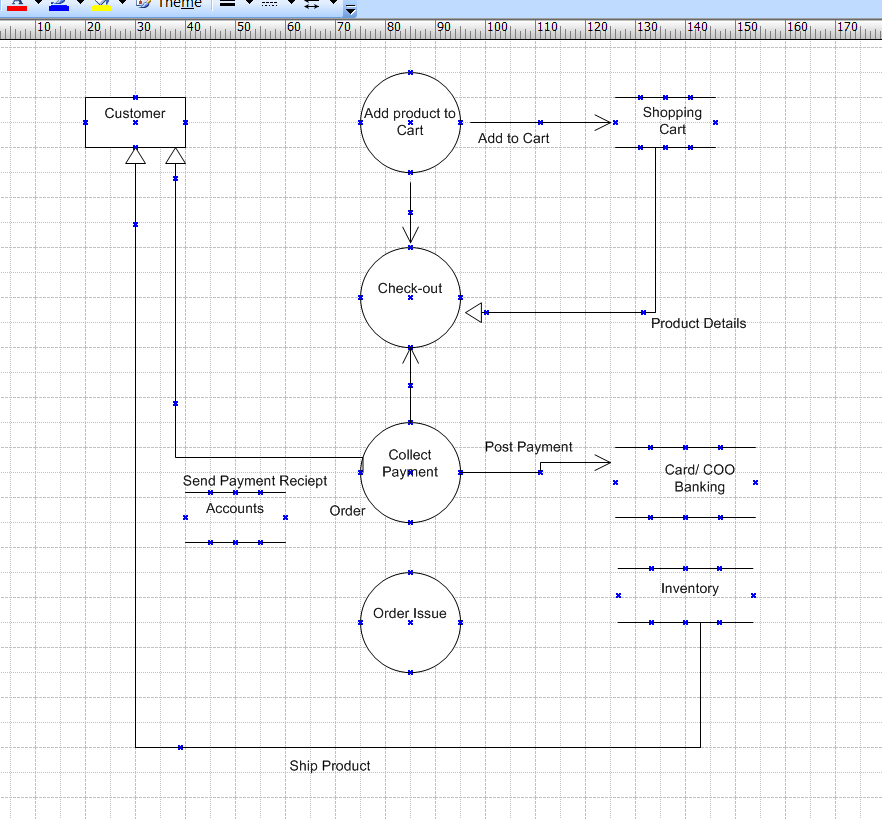 Theme
10 20 30 40 50 60 70 80 90 100 110 120 130 140 150 160 170
Customer
Add product to
Cart
Add to Cart
Shopping
Cart
Check-out
Product Details
Collect
Payment
Post Payment
Card/ COO
Banking
Send Payment Reciept
Accounts
Order
Inventory
Order Issue
Ship Product